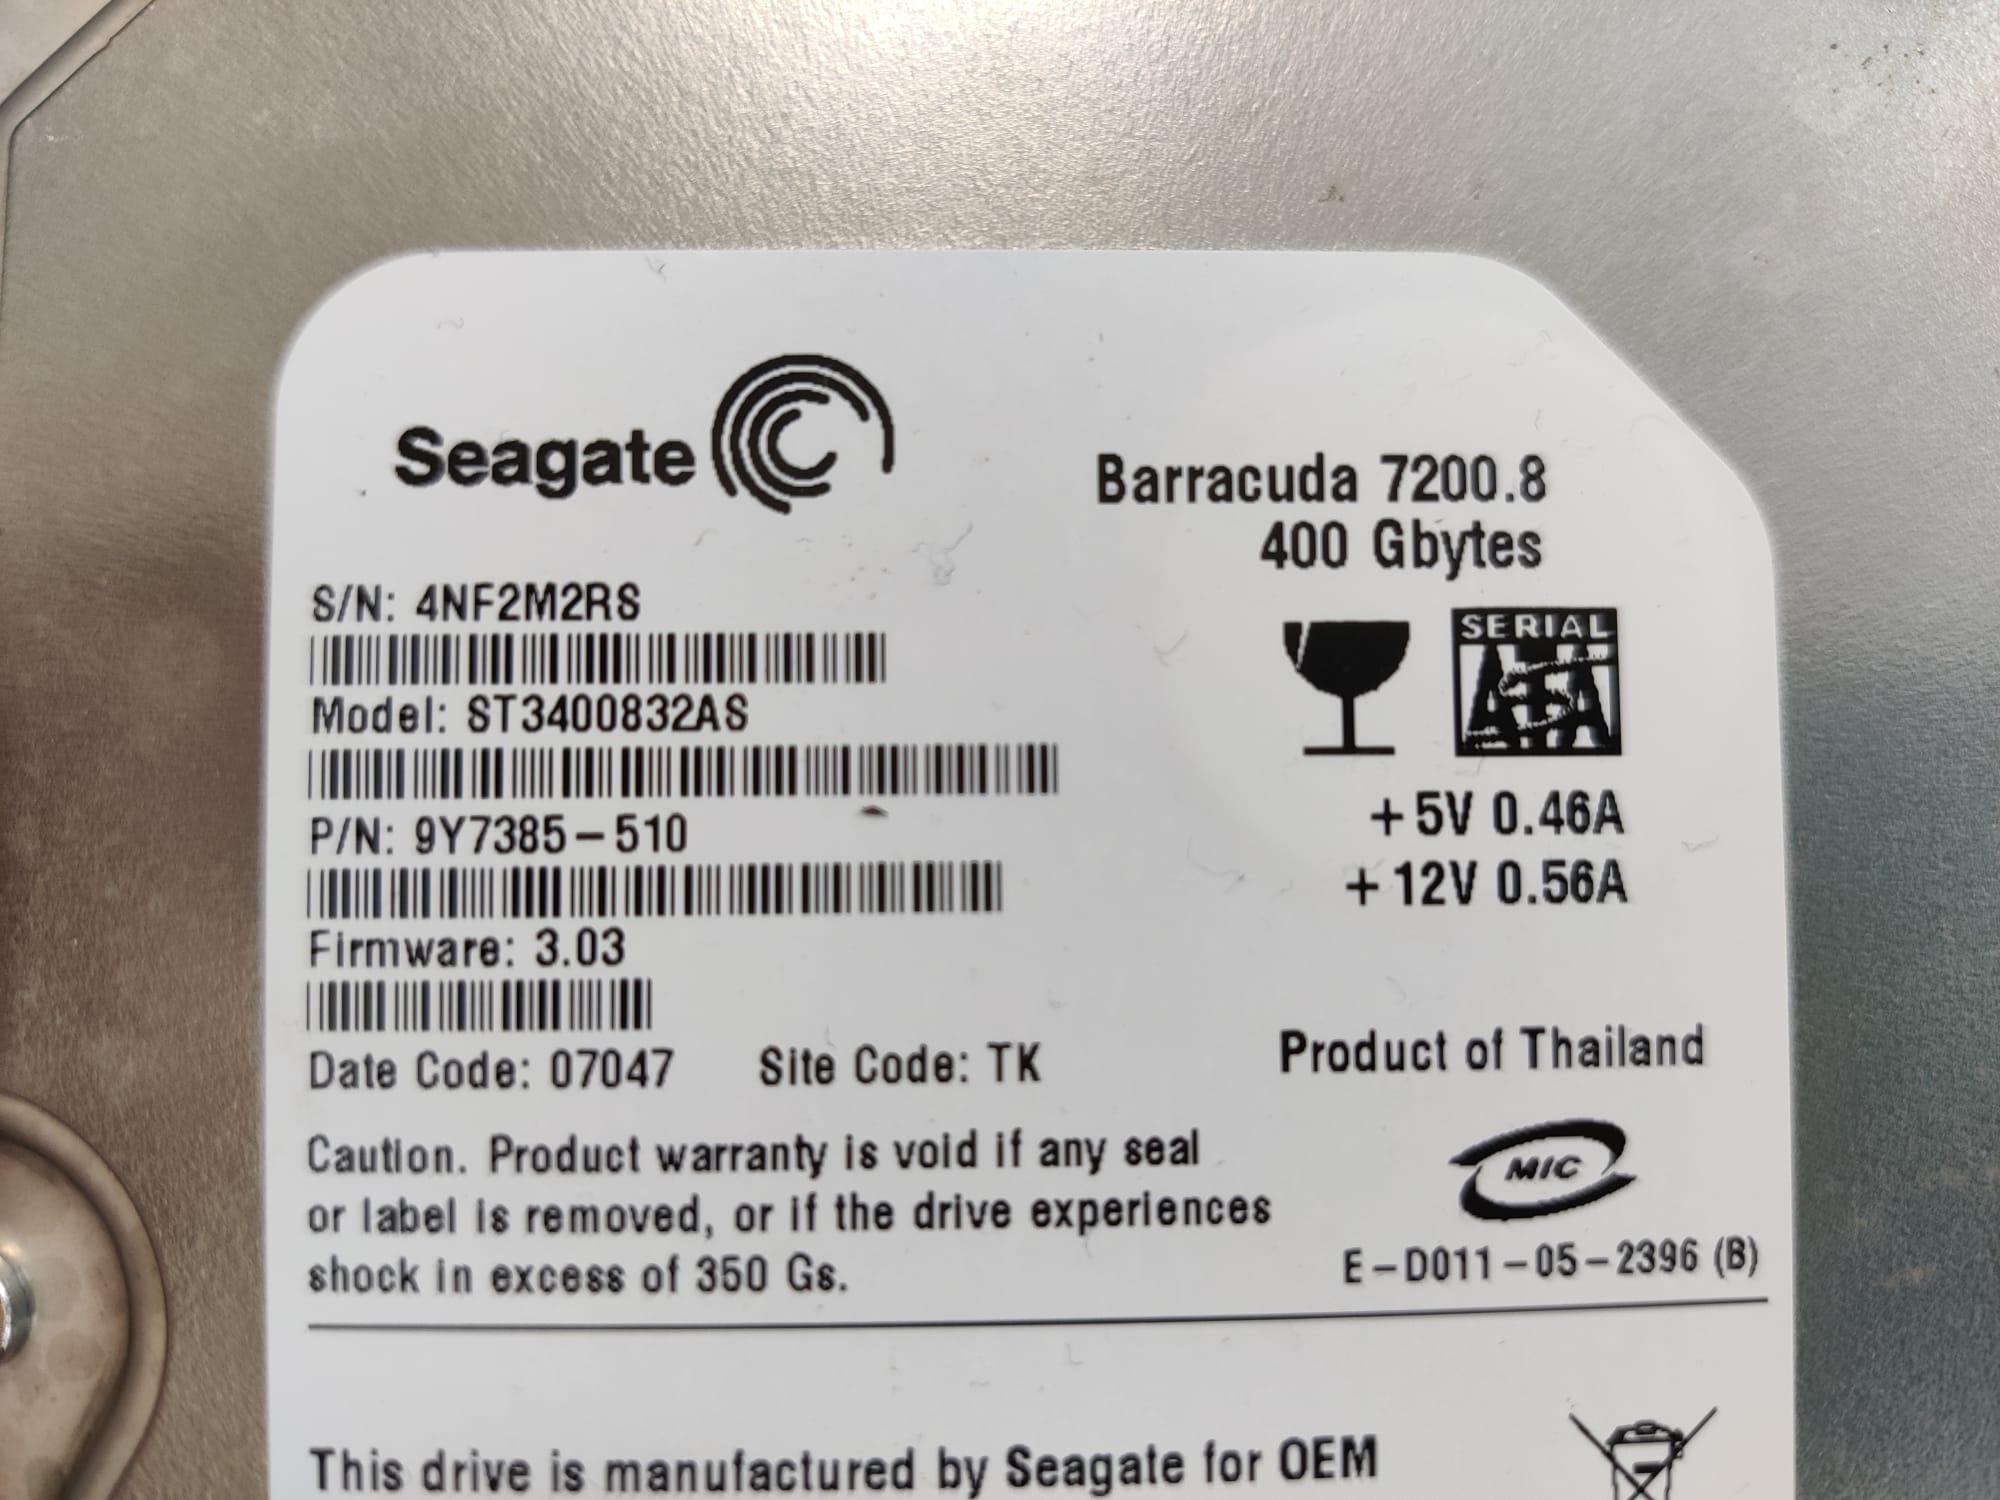 Seagate
Barracuda 7200.8
400 Gbytes
S/N: 4NF2M2RS
SERIAL
ATA
Model: ST3400832AS
+5V 0.46A
P/N: 9Y7385-510
+12V 0.56A
Firmware: 3.03
Date Code: 07047 Site Code: TK
Product of Thailand
Caution. Product warranty is void if any seal
or label is removed, or if the drive experiences
shock in excess of 350 Gs.
MIC
E-D011-05-2396 (B)
This drive is manufactured by Seagate for OEM